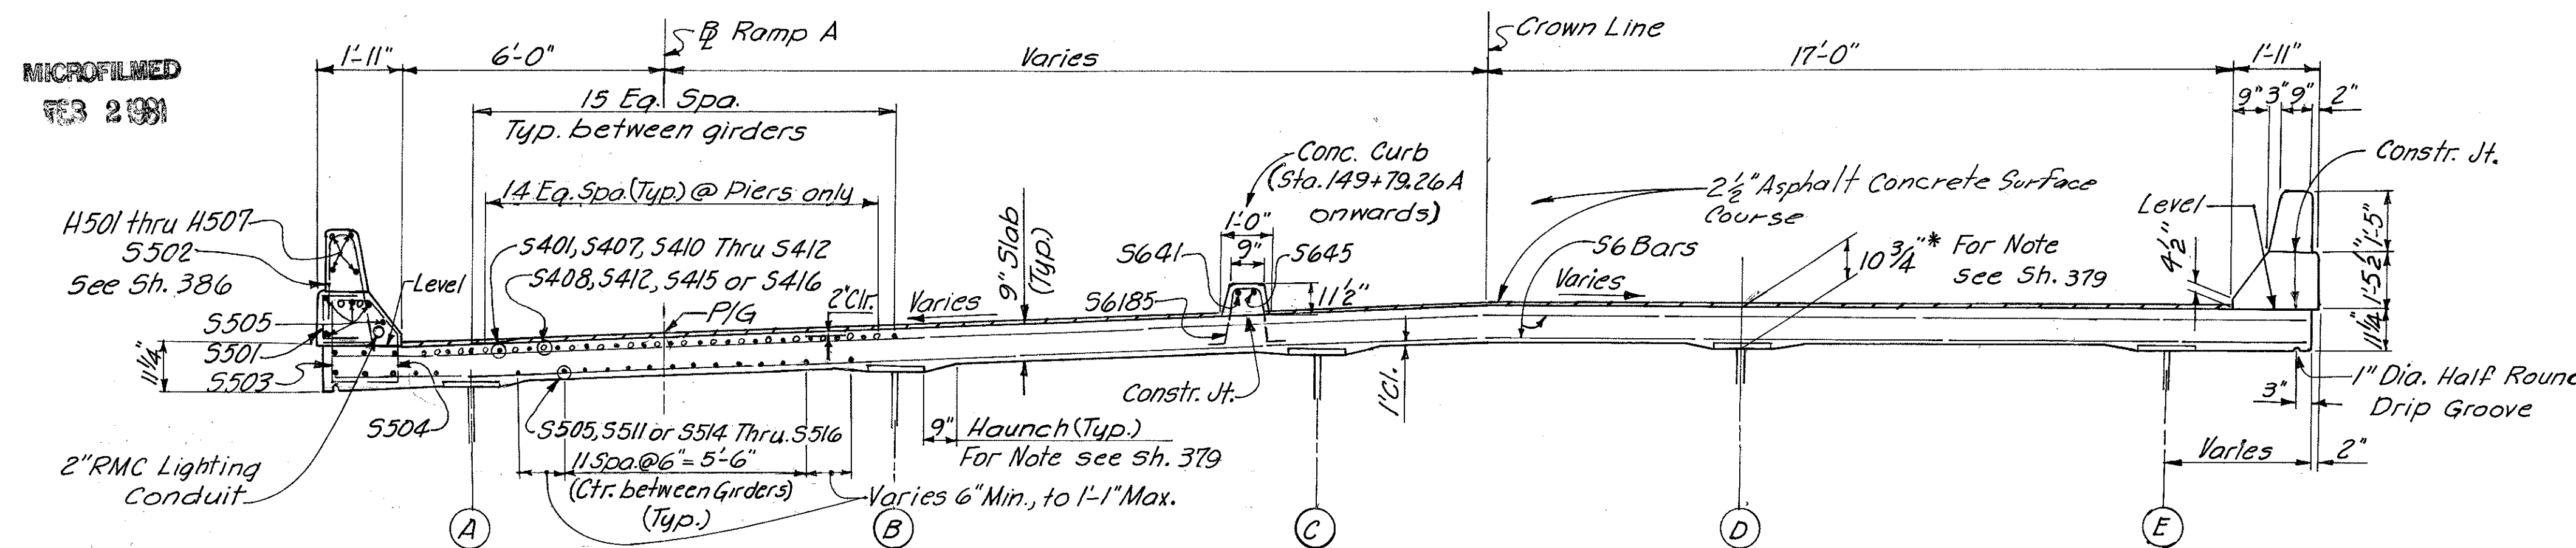 MICROFILMED
FEB 2 1981
1'-11"
6'-0"
℞ Ramp A
Varies
Crown Line
17'-0"
1'-11"
15 Eq. Spa.
Typ. between girders
9" 3" 9" 2"
Conc. Curb
(Sta. 149+79.26 A
onwards)
Constr. Jt.
14 Eq. Spa. (Typ.) @ Piers only
2½" Asphalt Concrete Surface
Course
H501 thru H507
S502
See Sh. 386
S401, S407, S410 Thru S412
S408, S412, S415 or S416
9" Slab
(Typ.)
1'-0"
9"
S641
S645
S6 Bars
10¾"* For Note
see Sh. 379
Level
4½"
1'-5"
1'-5½"
11¼"
Level
P/G
2" Clr.
Varies
S6185
11½"
Varies
S505
S501
S503
11¼"
Constr. Jt.
1" Cl.
1" Dia. Half Round
Drip Groove
3"
S504
S505, S511 or S514 Thru. S516
11 Spa. @ 6" = 5'-6"
(Ctr. between Girders)
(Typ.)
9" Haunch (Typ.)
For Note see sh. 379
Varies
2"
2" RMC Lighting
Conduit
Varies 6" Min., to 1'-1" Max.
A
B
C
D
E